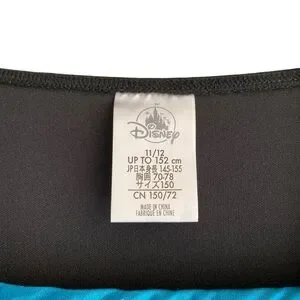 Disney
11/12
UP TO 152 cm
JP日本身長 145-155
胸囲 70-78
サイズ150
CN 150/72
MADE IN CHINA
FABRIQUÉ EN CHINE